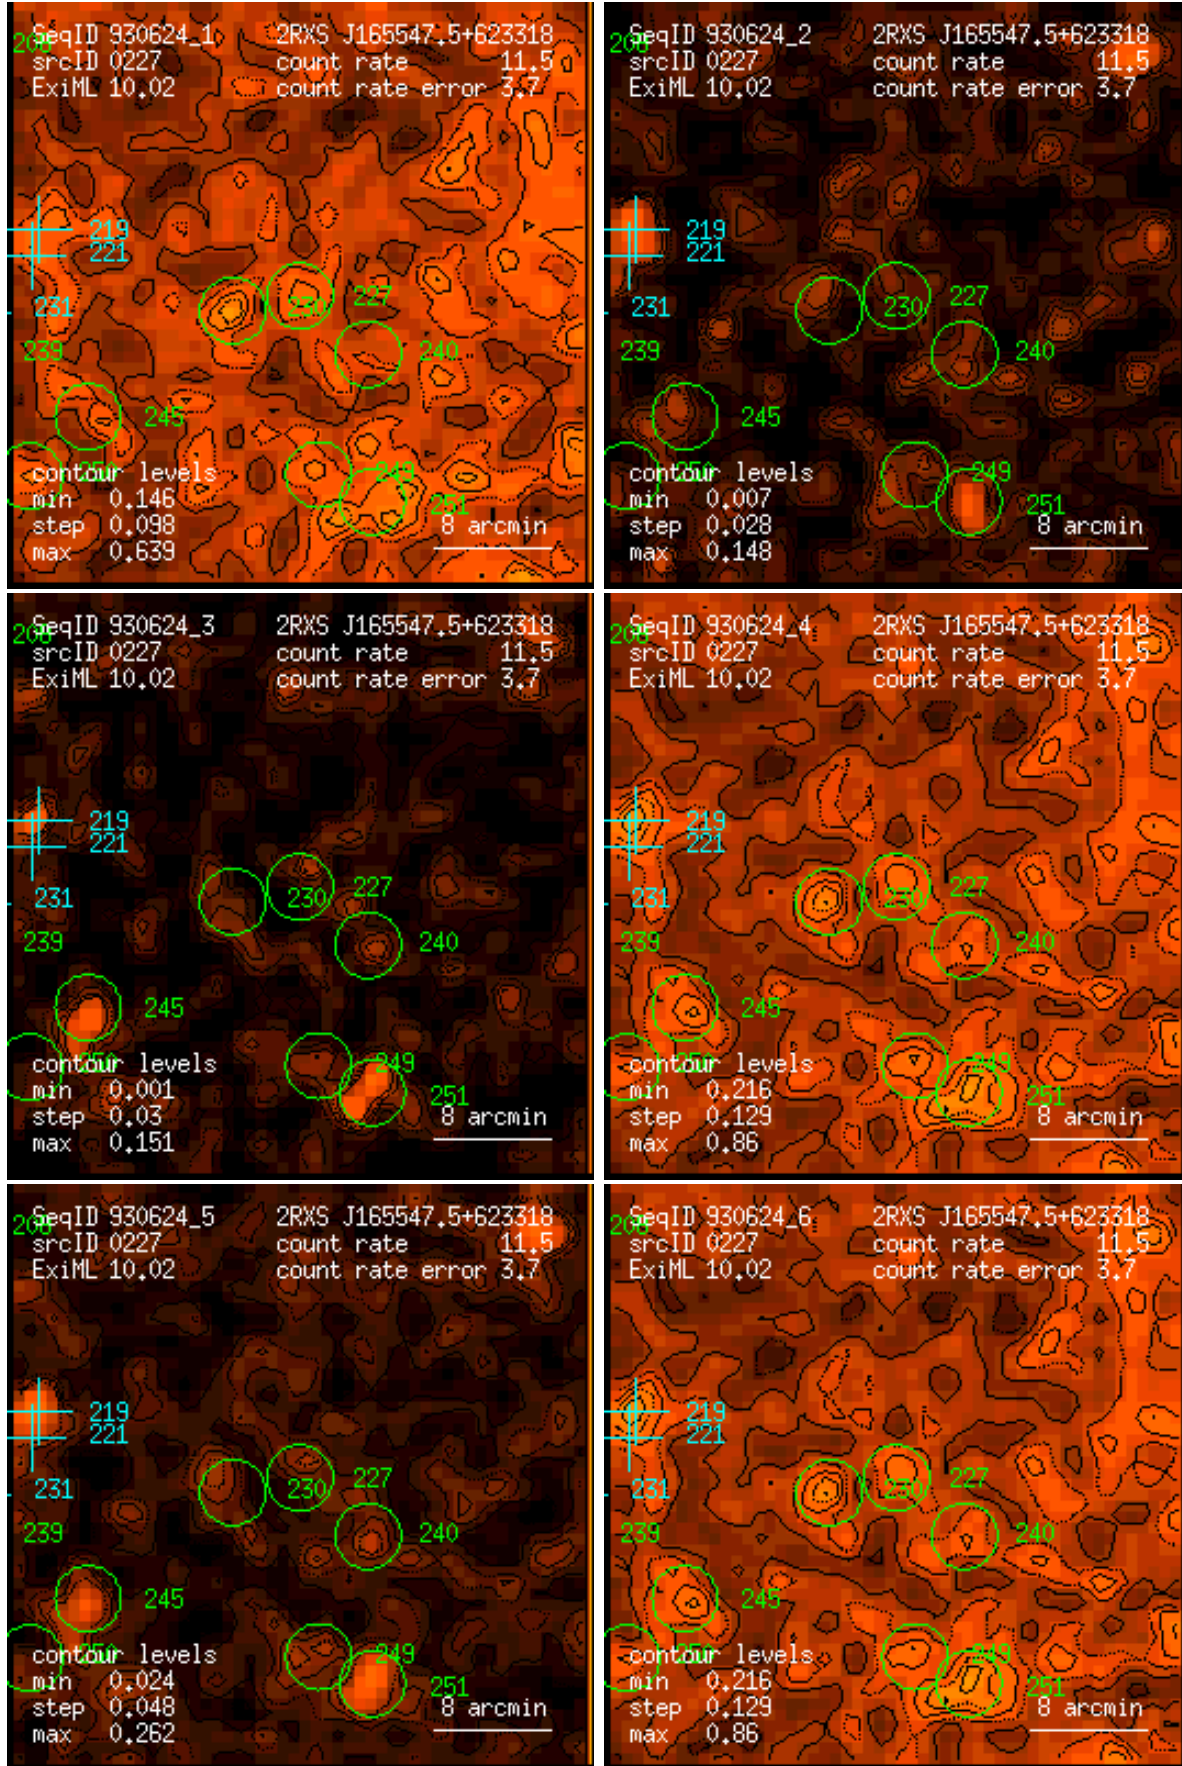 SeqID 930624_1 2RXS J165547.5+623318
208
srcID 0227 count rate 11.5
ExiML 10.02 count rate error 3.7
219
221
231 230 227
239 240
245
contour levels 250 249
min 0.146
step 0.098 251
max 0.639 8 arcmin
SeqID 930624_2 2RXS J165547.5+623318
208
srcID 0227 count rate 11.5
ExiML 10.02 count rate error 3.7
219
221
231 230 227
239 240
245
contour levels 250 249
min 0.007
step 0.028 251
max 0.148 8 arcmin
SeqID 930624_3 2RXS J165547.5+623318
208
srcID 0227 count rate 11.5
ExiML 10.02 count rate error 3.7
219
221
231 230 227
239 240
245
contour levels 250 249
min 0.001
step 0.03 251
max 0.151 8 arcmin
SeqID 930624_4 2RXS J165547.5+623318
208
srcID 0227 count rate 11.5
ExiML 10.02 count rate error 3.7
219
221
231 230 227
239 240
245
contour levels 250 249
min 0.216
step 0.129 251
max 0.86 8 arcmin
SeqID 930624_5 2RXS J165547.5+623318
208
srcID 0227 count rate 11.5
ExiML 10.02 count rate error 3.7
219
221
231 230 227
239 240
245
contour levels 250 249
min 0.024
step 0.048 251
max 0.262 8 arcmin
SeqID 930624_6 2RXS J165547.5+623318
208
srcID 0227 count rate 11.5
ExiML 10.02 count rate error 3.7
219
221
231 230 227
239 240
245
contour levels 250 249
min 0.216
step 0.129 251
max 0.86 8 arcmin